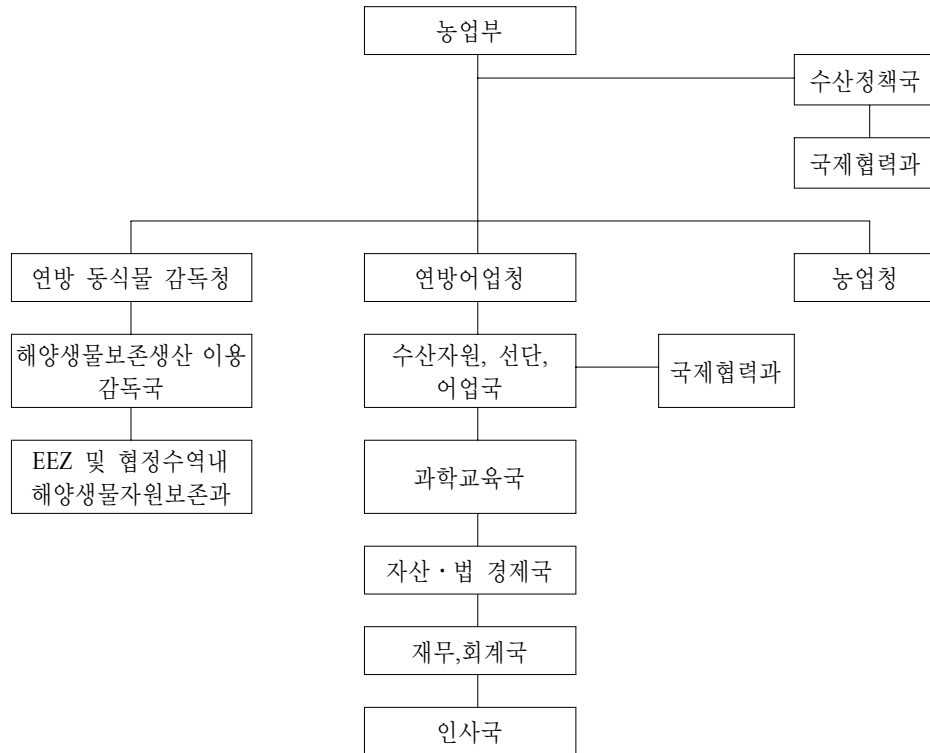 농업부
수산정책국
국제협력과
연방 동식물 감독청
연방어업청
농업청
해양생물보존생산 이용
감독국
수산자원, 선단,
어업국
국제협력과
EEZ 및 협정수역내
해양생물자원보존과
과학교육국
자산·법 경제국
재무,회계국
인사국